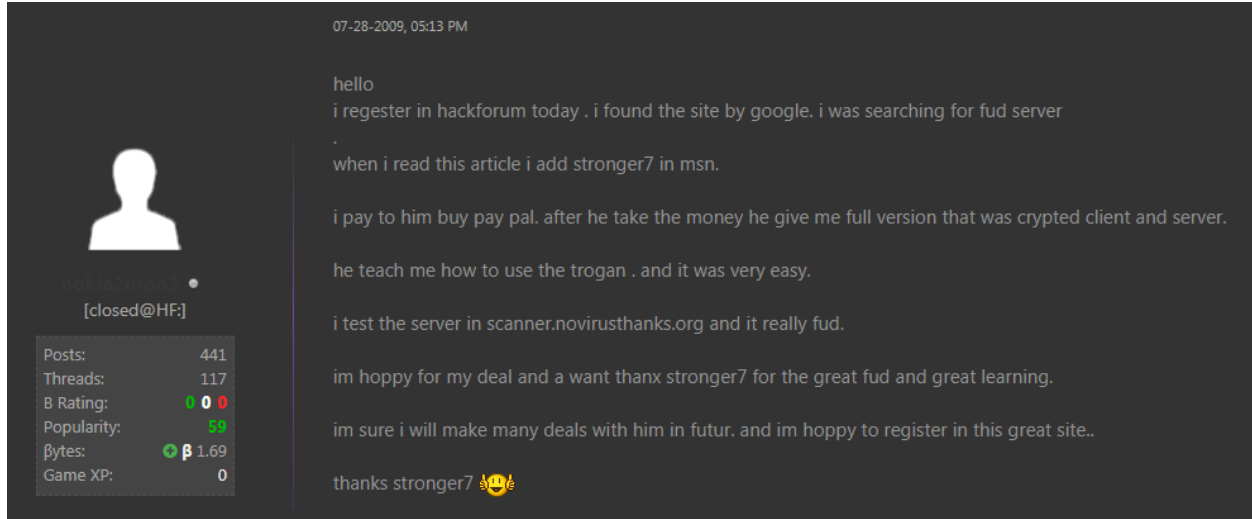 07-28-2009, 05:13 PM
hello
i regester in hackforum today . i found the site by google. i was searching for fud server
.
when i read this article i add stronger7 in msn.
i pay to him buy pay pal. after he take the money he give me full version that was crypted client and server.
he teach me how to use the trogan . and it was very easy.
i test the server in scanner.novirusthanks.org and it really fud.
im hoppy for my deal and a want thanx stronger7 for the great fud and great learning.
im sure i will make many deals with him in futur. and im hoppy to register in this great site..
thanks stronger7
nokia2mon2
[closed@HF:]
Posts: 441
Threads: 117
B Rating: 0 0 0
Popularity: 59
βytes: β 1.69
Game XP: 0